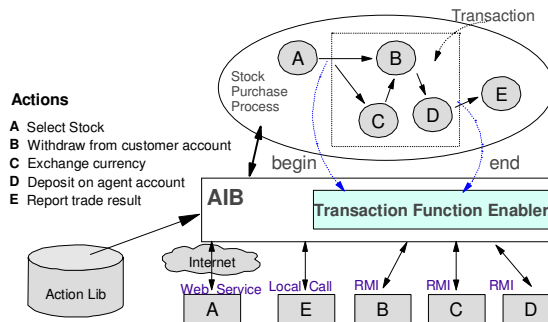 Transaction
A
B
C
D
E
Stock
Purchase
Process
Actions
A Select Stock
B Withdraw from customer account
C Exchange currency
D Deposit on agent account
E Report trade result
begin
end
AIB
Transaction Function Enabler
Internet
Action Lib
Web Service
Local Call
RMI
RMI
RMI
A
E
B
C
D